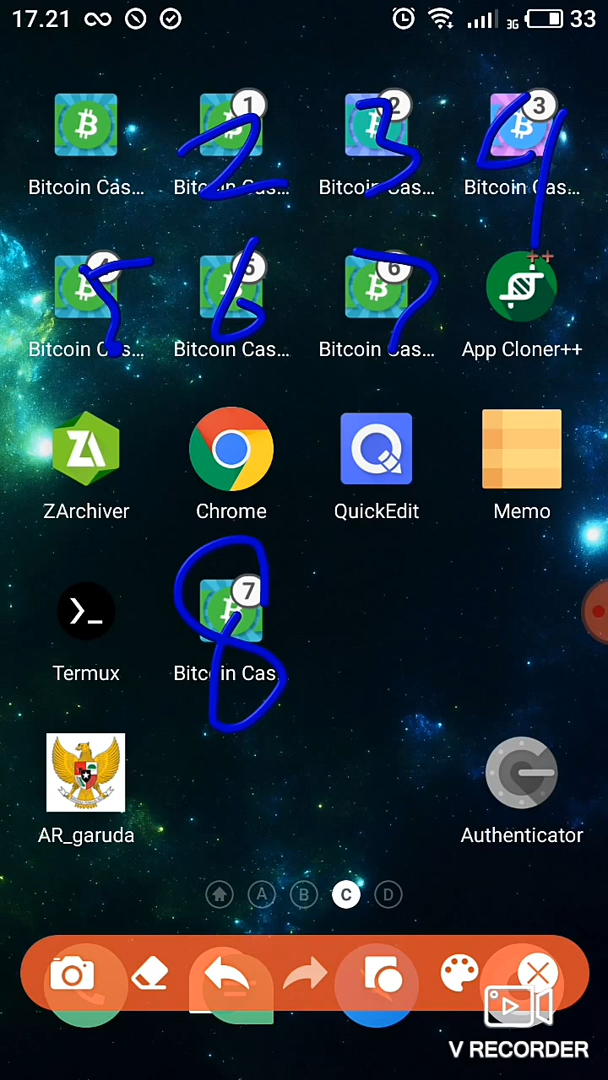 17.21 3G 33
1 2 3
2 3 4
Bitcoin Cas... Bitcoin Cas... Bitcoin Cas... Bitcoin Cas...
4 5 6 ++
5 6 7
Bitcoin Cas... Bitcoin Cas... Bitcoin Cas... App Cloner++
ZArchiver Chrome QuickEdit Memo
7
8
Termux Bitcoin Cas...
AR_garuda Authenticator
A B C D
V RECORDER